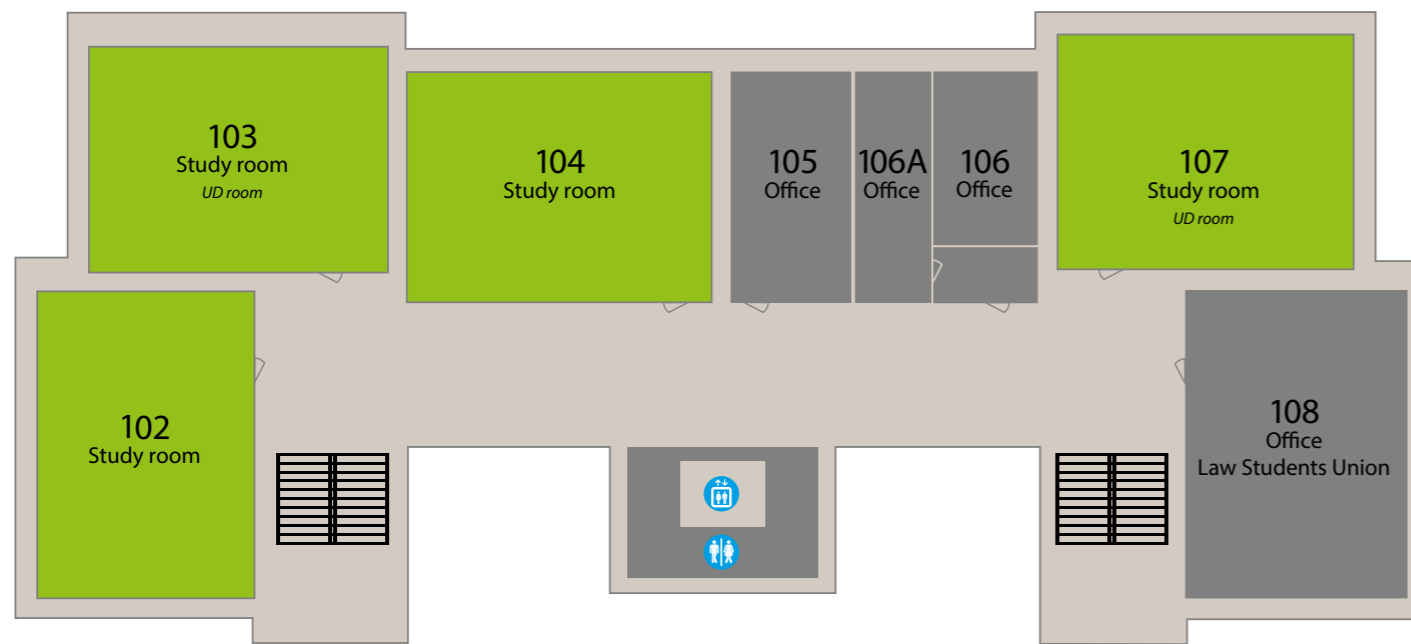 103
Study room
UD room
104
Study room
105
Office
106A
Office
106
Office
107
Study room
UD room
102
Study room
108
Office
Law Students Union